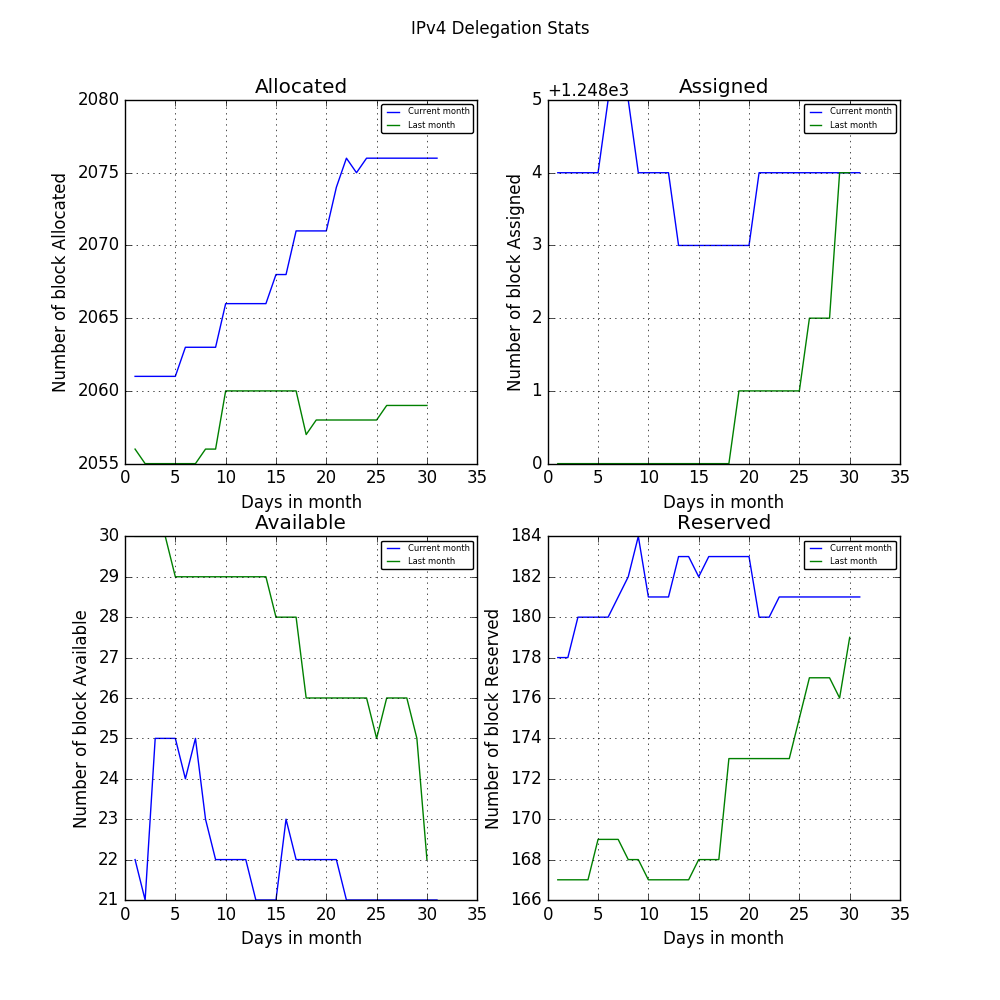 IPv4 Delegation Stats
Allocated
Number of block Allocated
2080
2075
2070
2065
2060
2055
0 5 10 15 20 25 30 35
Days in month
Current month
Last month
Assigned
+1.248e3
Number of block Assigned
5
4
3
2
1
0
0 5 10 15 20 25 30 35
Days in month
Current month
Last month
Available
Number of block Available
30
29
28
27
26
25
24
23
22
21
0 5 10 15 20 25 30 35
Days in month
Current month
Last month
Reserved
Number of block Reserved
184
182
180
178
176
174
172
170
168
166
0 5 10 15 20 25 30 35
Days in month
Current month
Last month